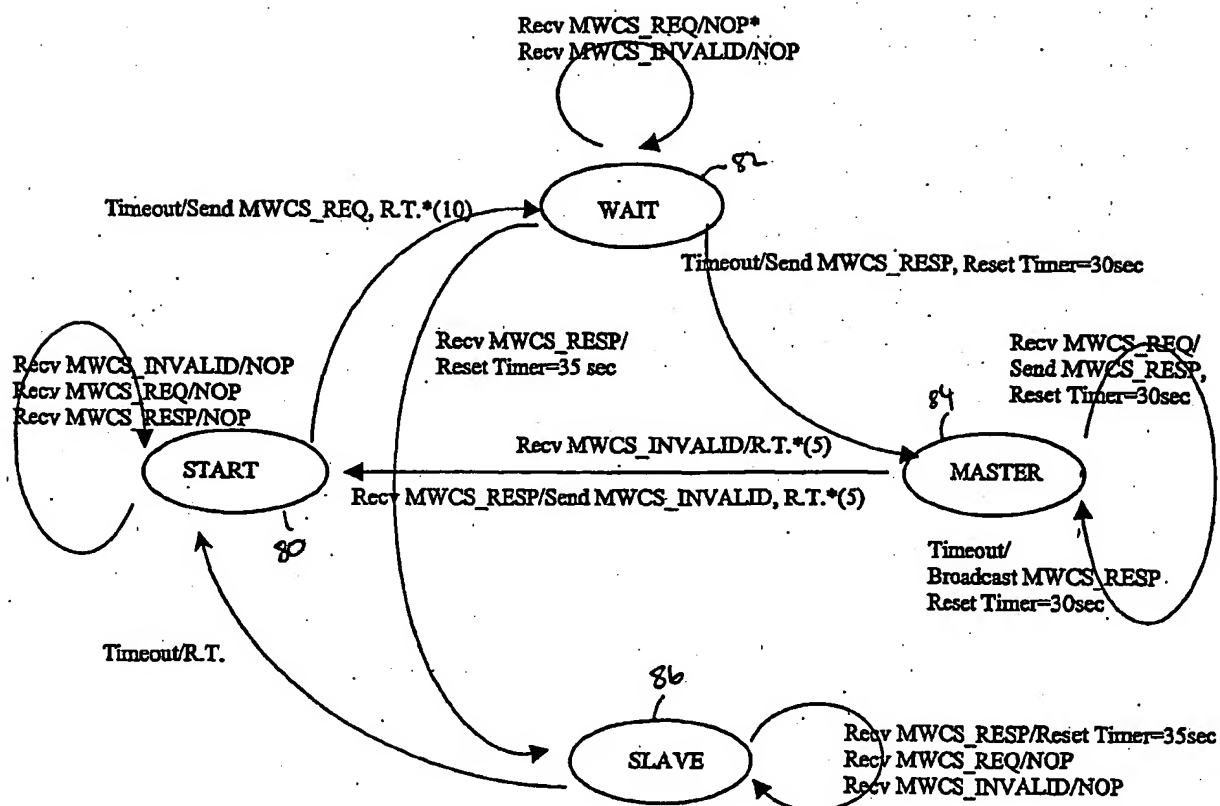 Recv MWCS_REQ/NOP*
Recv MWCS_INVALID/NOP
82
WAIT
Timeout/Send MWCS_REQ, R.T.*(10)
Timeout/Send MWCS_RESP, Reset Timer=30sec
Recv MWCS_RESP/
Reset Timer=35 sec
Recv MWCS_REQ/
Send MWCS_RESP,
Reset Timer=30sec
Recv MWCS_INVALID/NOP
Recv MWCS_REQ/NOP
Recv MWCS_RESP/NOP
84
Recv MWCS_INVALID/R.T.*(5)
START
MASTER
Recv MWCS_RESP/Send MWCS_INVALID, R.T.*(5)
80
Timeout/
Broadcast MWCS_RESP
Reset Timer=30sec
Timeout/R.T.
86
SLAVE
Recv MWCS_RESP/Reset Timer=35sec
Recv MWCS_REQ/NOP
Recv MWCS_INVALID/NOP